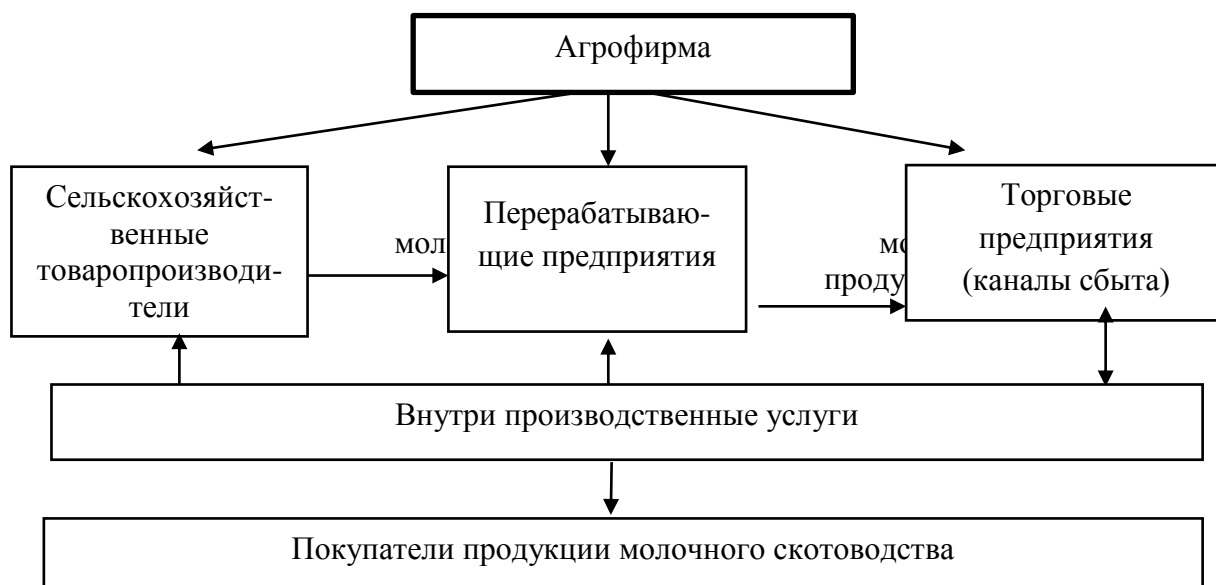 Агрофирма
Сельскохозяйст-
венные
товаропроизводи-
тели
Перерабатываю-
щие предприятия
Торговые
предприятия
(каналы сбыта)
Внутри производственные услуги
Покупатели продукции молочного скотоводства